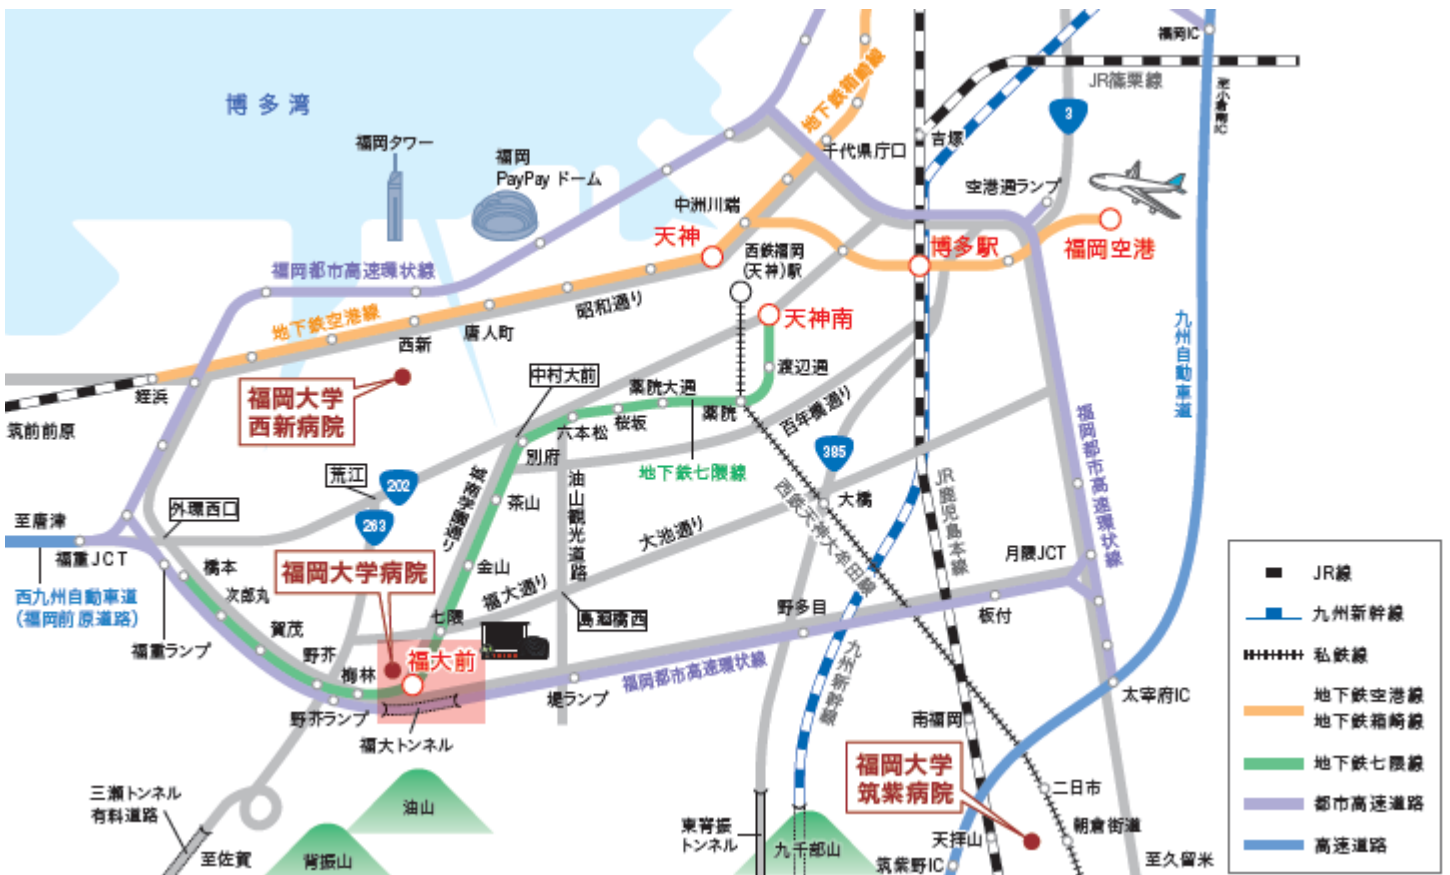 博多湾
福岡タワー
福岡
PayPay ドーム
地下鉄箱崎線
千代県庁口
吉塚
JR篠栗線
福岡IC
至小倉南IC
3
空港通ランプ
中洲川端
天神
西鉄福岡
(天神)駅
博多駅
福岡空港
福岡都市高速環状線
地下鉄空港線
昭和通り
唐人町
西新
天神南
渡辺通
九州自動車道
姪浜
筑前前原
福岡大学
西新病院
中村大前
薬院大通
薬院
桜坂
六本松
別府
百年橋通り
385
地下鉄七隈線
荒江
202
263
城南学園通り
茶山
油山観光道路
大橋
西鉄天神大牟田線
JR鹿児島本線
福岡都市高速環状線
外環西口
至唐津
福重JCT
西九州自動車道
(福岡前原道路)
橋本
次郎丸
賀茂
野芥
梅林
福重ランプ
野芥ランプ
福岡大学病院
金山
七隈
福大通り
大池通り
島廻橋西
福大前
福大トンネル
堤ランプ
福岡都市高速環状線
野多目
板付
月隈JCT
九州新幹線
南福岡
太宰府IC
福岡大学
筑紫病院
二日市
朝倉街道
天拝山
筑紫野IC
至久留米
三瀬トンネル
有料道路
至佐賀
油山
背振山
東脊振
トンネル
九千部山
JR線
九州新幹線
私鉄線
地下鉄空港線
地下鉄箱崎線
地下鉄七隈線
都市高速道路
高速道路